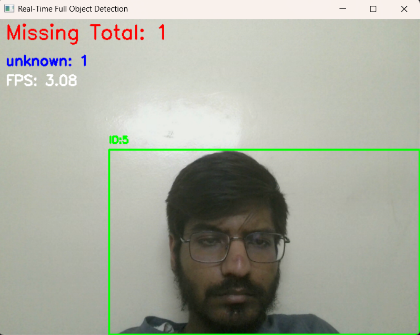 Real-Time Full Object Detection
Missing Total: 1
unknown: 1
FPS: 3.08
ID:5